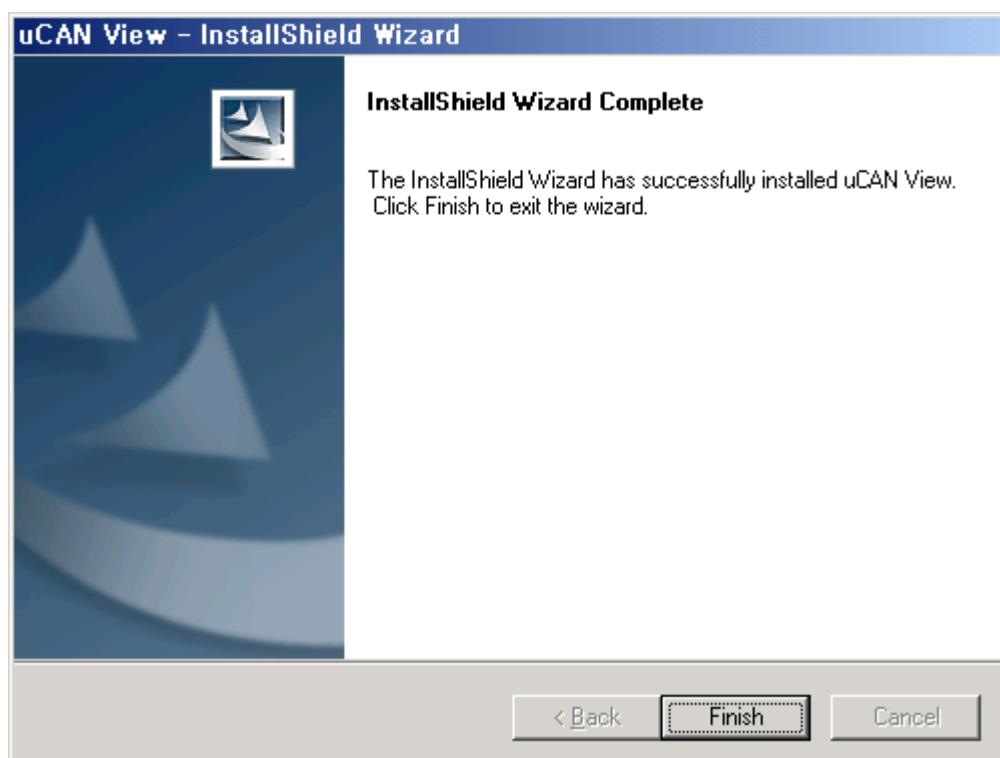 uCAN View - InstallShield Wizard
InstallShield Wizard Complete
The InstallShield Wizard has successfully installed uCAN View.
Click Finish to exit the wizard.
< Back
Finish
Cancel